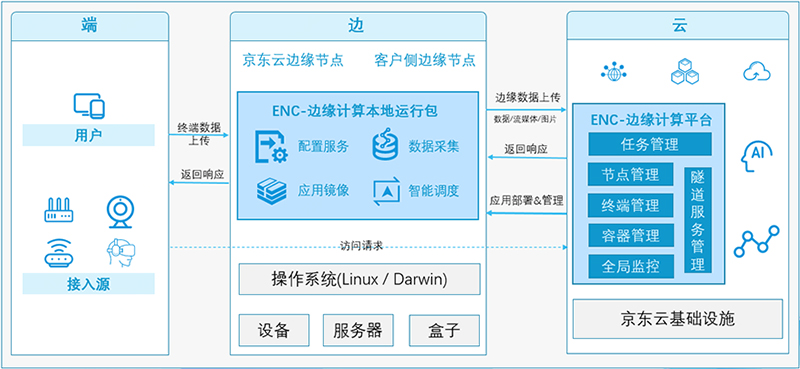 端
用户
接入源
终端数据
上传
返回响应
访问请求
边
京东云边缘节点
客户侧边缘节点
ENC-边缘计算本地运行包
配置服务
数据采集
应用镜像
智能调度
操作系统(Linux / Darwin)
设备
服务器
盒子
边缘数据上传
数据/流媒体/图片
返回响应
应用部署&管理
云
AI
ENC-边缘计算平台
任务管理
节点管理
终端管理
容器管理
全局监控
隧道服务管理
京东云基础设施